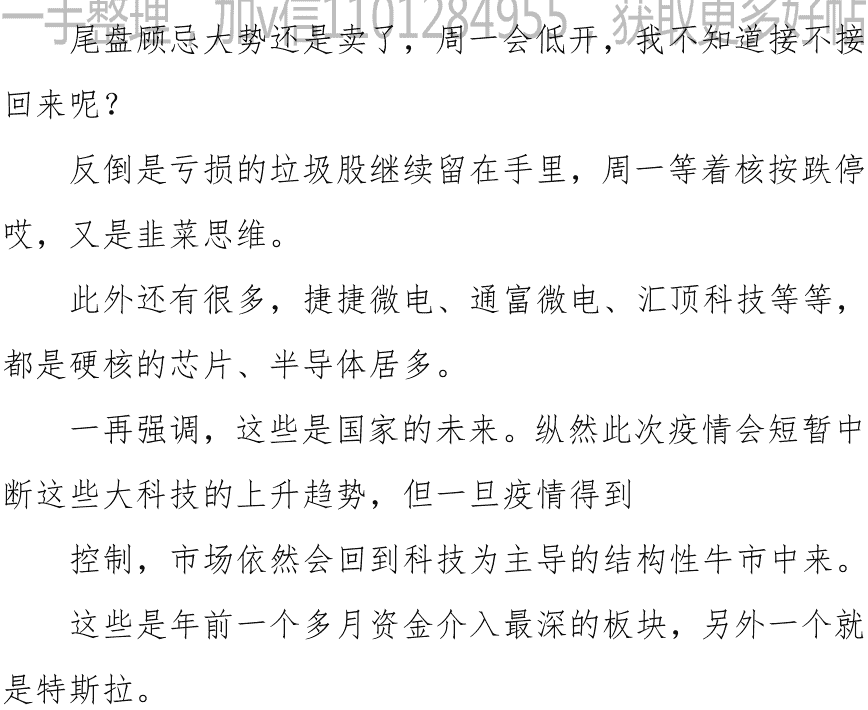 一手整理，加v信1101284955，获取更多好帖
尾盘顾忌大势还是卖了，周一会低开，我不知道接不接
回来呢？
反倒是亏损的垃圾股继续留在手里，周一等着核按跌停
哎，又是韭菜思维。
此外还有很多，捷捷微电、通富微电、汇顶科技等等，
都是硬核的芯片、半导体居多。
一再强调，这些是国家的未来。纵然此次疫情会短暂中
断这些大科技的上升趋势，但一旦疫情得到
控制，市场依然会回到科技为主导的结构性牛市中来。
这些是年前一个多月资金介入最深的板块，另外一个就
是特斯拉。